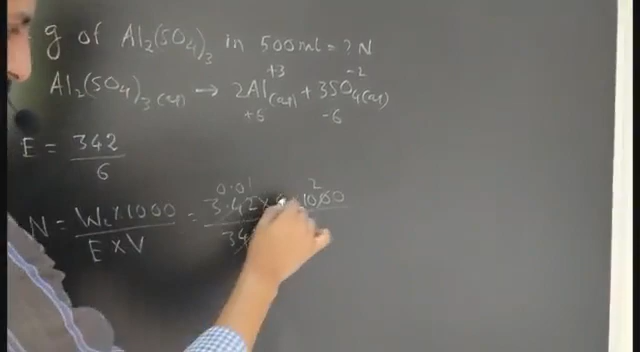 g of Al₂(SO₄)₃ in 500ml = ? N
Al₂(SO₄)₃(aq) → 2Al⁺³(aq) + 3SO₄⁻²(aq)
+6 -6
E = 342/6
0.01 2
N = W₂×1000/E×V = 3.42× 1000/34